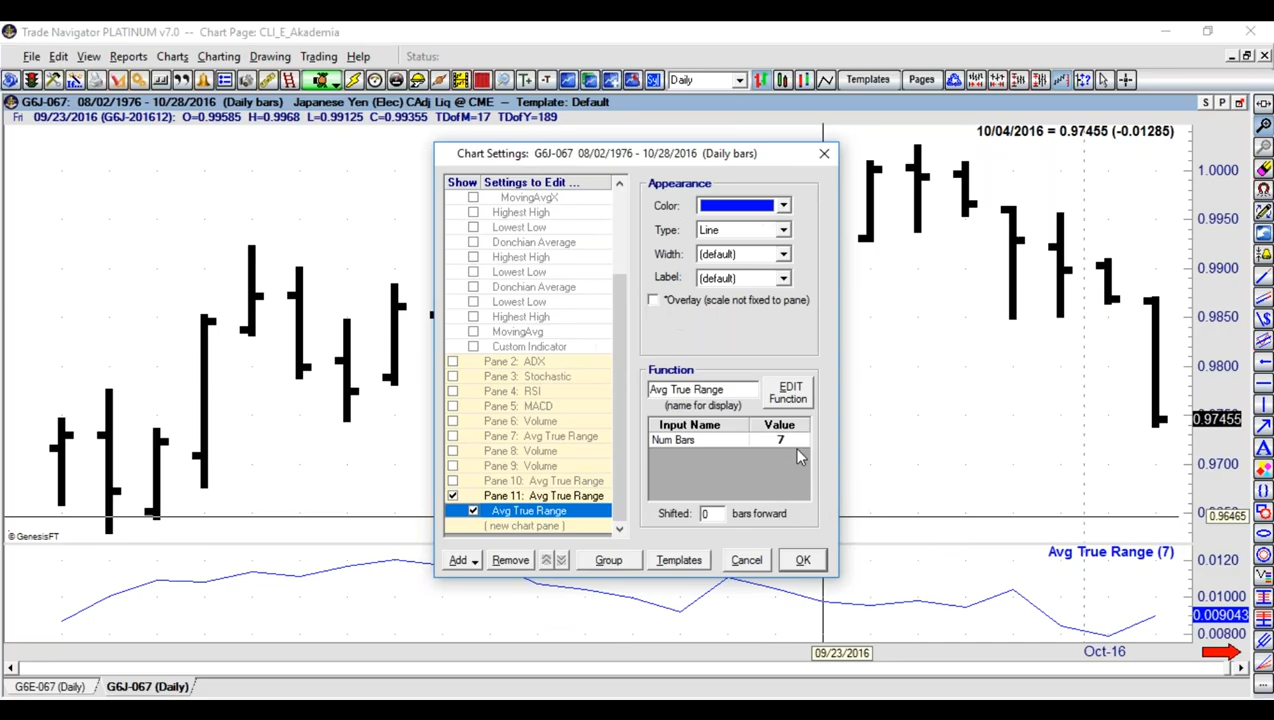 Trade Navigator PLATINUM v7.0 -- Chart Page: CLI_E_Akademia
File Edit View Reports Charts Charting Drawing Trading Help Status:
+T -T Daily Templates Pages
G6J-067: 08/02/1976 - 10/28/2016 (Daily bars) Japanese Yen (Elec) CAdj Liq @ CME – Template: Default S P
Fri 09/23/2016 (G6J-201612): O=0.99585 H=0.9968 L=0.99125 C=0.99355 TDofM=17 TDofY=189
10/04/2016 = 0.97455 (-0.01285)
1.0000
0.9950
0.9900
0.9850
0.9800
0.97455
0.9700
0.96465
© GenesisFT
Avg True Range (7)
0.0120
0.01000
0.009043
0.00800
09/23/2016 Oct-16
G6E-067 (Daily) G6J-067 (Daily)
Chart Settings: G6J-067 08/02/1976 - 10/28/2016 (Daily bars)
Show Settings to Edit ...
MovingAvgX
Highest High
Lowest Low
Donchian Average
Highest High
Lowest Low
Donchian Average
Lowest Low
Highest High
MovingAvg
Custom Indicator
Pane 2: ADX
Pane 3: Stochastic
Pane 4: RSI
Pane 5: MACD
Pane 6: Volume
Pane 7: Avg True Range
Pane 8: Volume
Pane 9: Volume
Pane 10: Avg True Range
Pane 11: Avg True Range
Avg True Range
( new chart pane )
Appearance
Color:
Type: Line
Width: (default)
Label: (default)
*Overlay (scale not fixed to pane)
Function
Avg True Range
(name for display)
EDIT
Function
Input Name Value
Num Bars 7
Shifted: 0 bars forward
Add Remove Group Templates Cancel OK